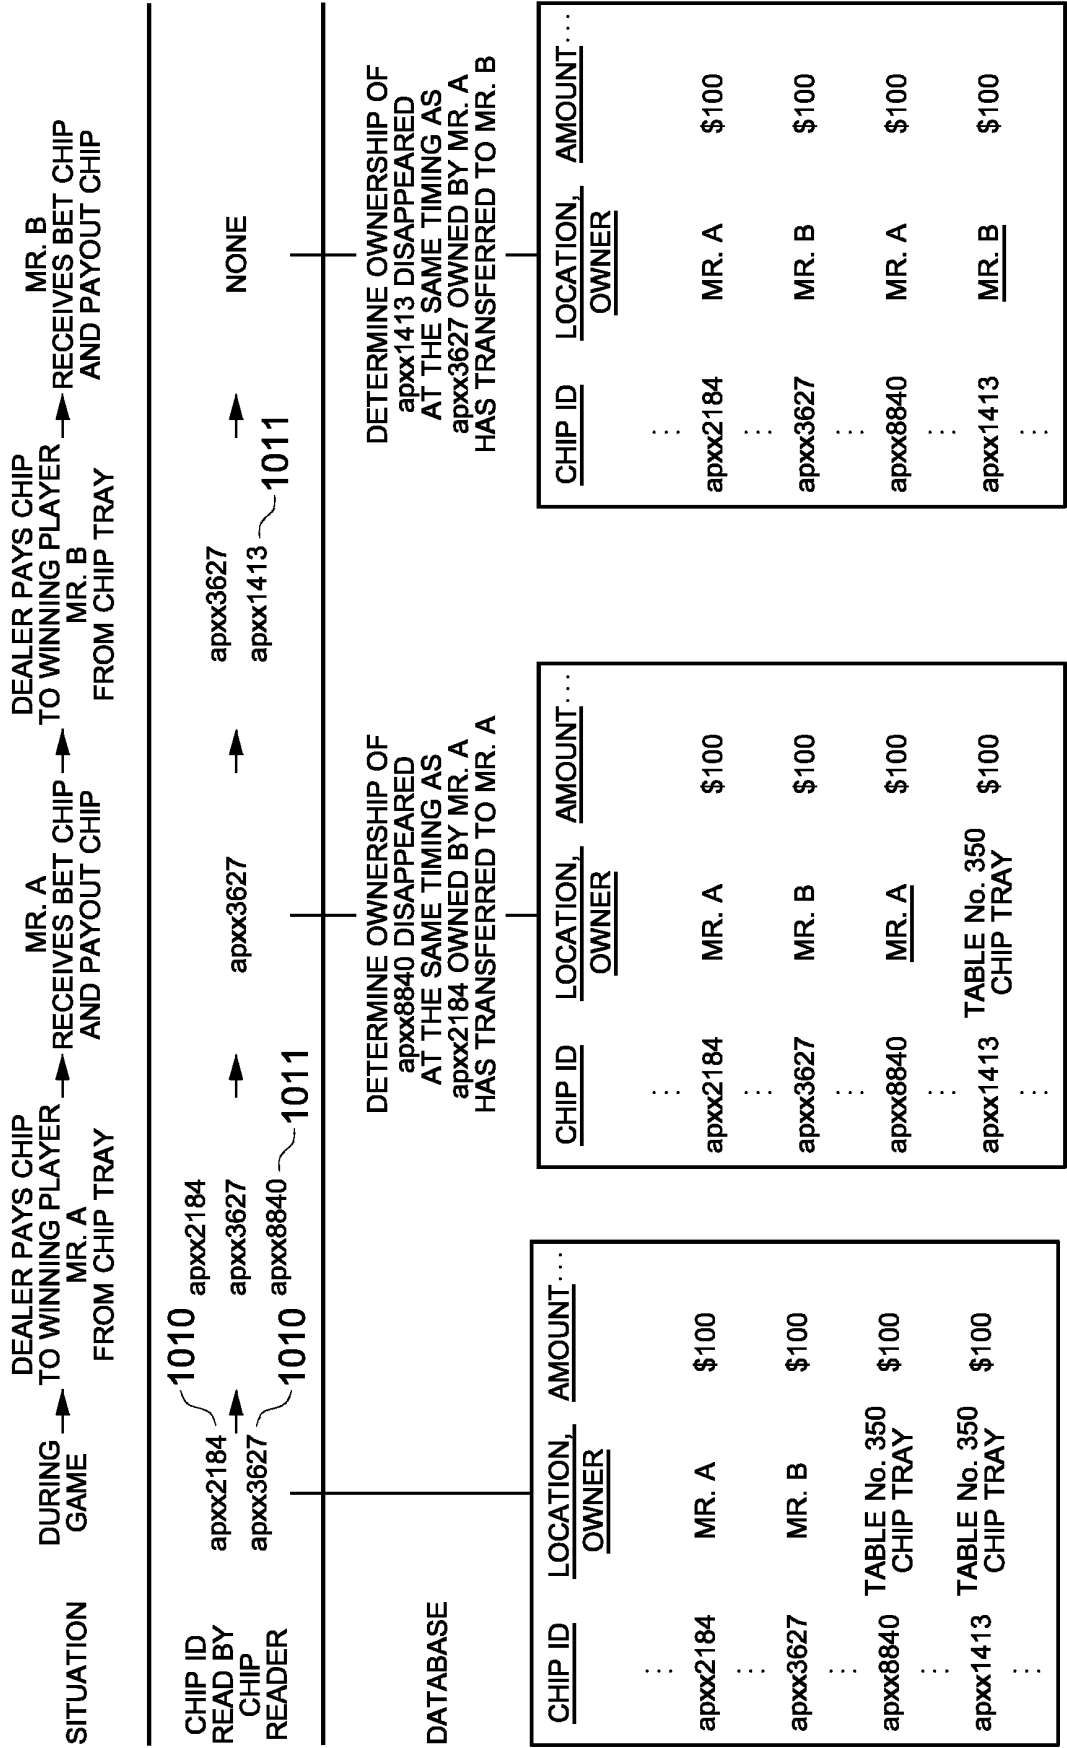 SITUATION
DURING
GAME
DEALER PAYS CHIP
TO WINNING PLAYER
MR. A
FROM CHIP TRAY
MR. A
RECEIVES BET CHIP
AND PAYOUT CHIP
DEALER PAYS CHIP
TO WINNING PLAYER
MR. B
FROM CHIP TRAY
MR. B
RECEIVES BET CHIP
AND PAYOUT CHIP
CHIP ID
READ BY
CHIP
READER
apxx2184
apxx3627
1010
1010
apxx2184
apxx3627
apxx8840
1011
apxx3627
apxx3627
apxx1413
1011
NONE
DATABASE
CHIP ID LOCATION, AMOUNT...
OWNER
...
apxx2184 MR. A $100
...
apxx3627 MR. B $100
...
apxx8840 TABLE No. 350 $100
CHIP TRAY
...
apxx1413 TABLE No. 350 $100
CHIP TRAY
...
DETERMINE OWNERSHIP OF
apxx8840 DISAPPEARED
AT THE SAME TIMING AS
apxx2184 OWNED BY MR. A
HAS TRANSFERRED TO MR. A
CHIP ID LOCATION, AMOUNT...
OWNER
...
apxx2184 MR. A $100
...
apxx3627 MR. B $100
...
apxx8840 MR. A $100
...
apxx1413 TABLE No. 350 $100
CHIP TRAY
...
DETERMINE OWNERSHIP OF
apxx1413 DISAPPEARED
AT THE SAME TIMING AS
apxx3627 OWNED BY MR. A
HAS TRANSFERRED TO MR. B
CHIP ID LOCATION, AMOUNT...
OWNER
...
apxx2184 MR. A $100
...
apxx3627 MR. B $100
...
apxx8840 MR. A $100
...
apxx1413 MR. B $100
...